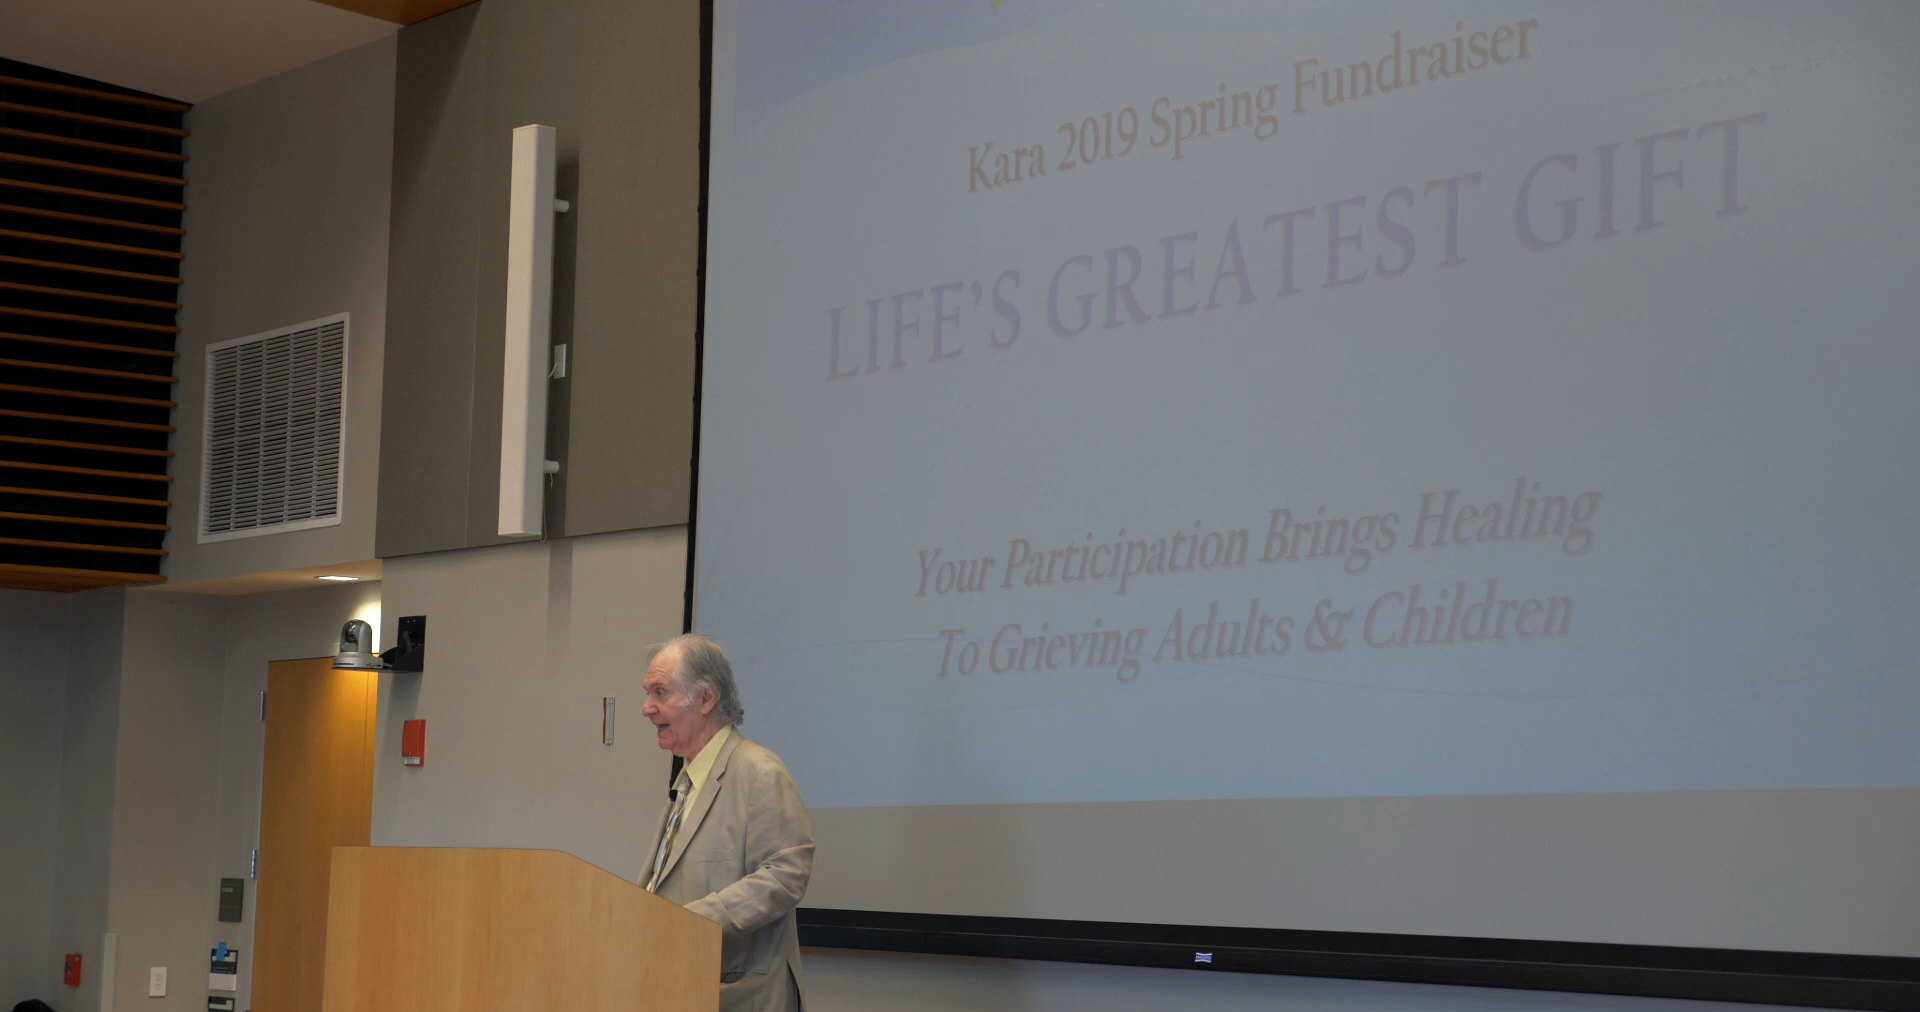 Kara 2019 Spring Fundraiser
LIFE'S GREATEST GIFT
Your Participation Brings Healing
To Grieving Adults & Children